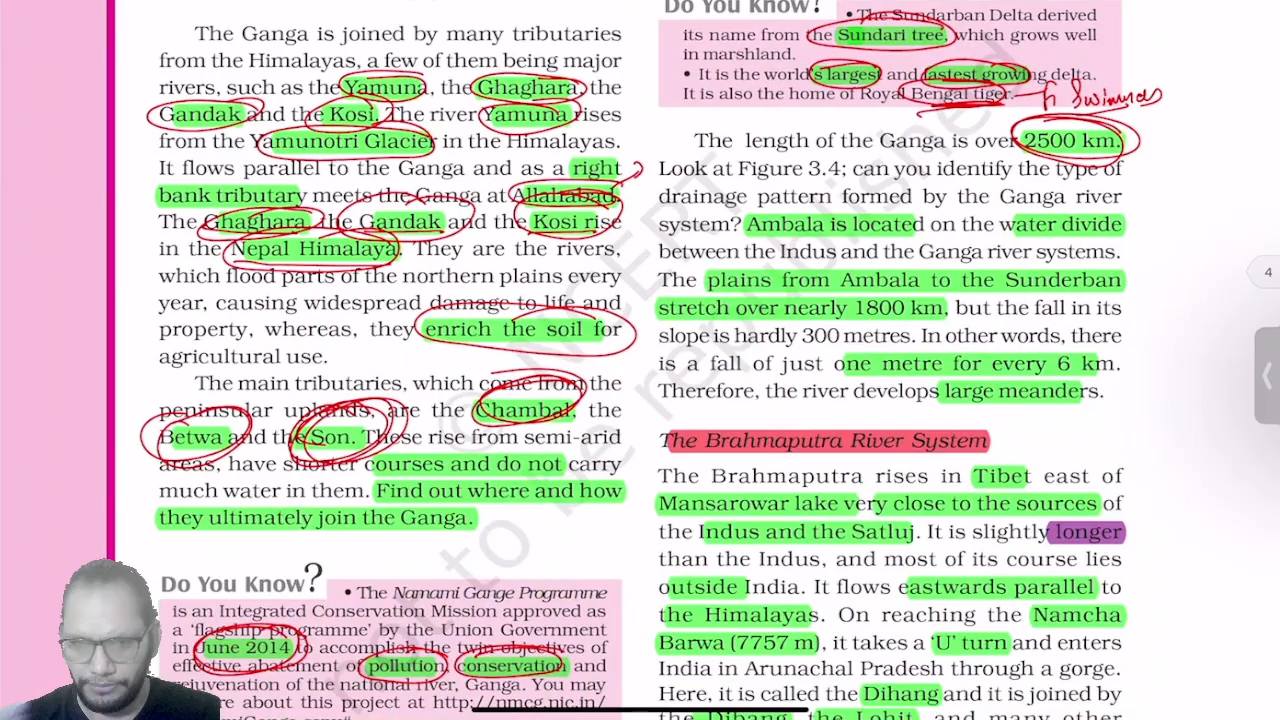 The Ganga is joined by many tributaries
from the Himalayas, a few of them being major
rivers, such as the Yamuna, the Ghaghara, the
Gandak and the Kosi. The river Yamuna rises
from the Yamunotri Glacier in the Himalayas.
It flows parallel to the Ganga and as a right
bank tributary meets the Ganga at Allahabad.
The Ghaghara, the Gandak and the Kosi rise
in the Nepal Himalaya. They are the rivers,
which flood parts of the northern plains every
year, causing widespread damage to life and
property, whereas, they enrich the soil for
agricultural use.
The main tributaries, which come from the
peninsular uplands, are the Chambal, the
Betwa and the Son. These rise from semi-arid
areas, have shorter courses and do not carry
much water in them. Find out where and how
they ultimately join the Ganga.
Do You Know?
• The Namami Gange Programme
is an Integrated Conservation Mission approved as
a ‘flagship programme’ by the Union Government
in June 2014 to accomplish the twin objectives of
effective abatement of pollution, conservation and
rejuvenation of the national river, Ganga. You may
about this project at http://nmcg.nic.in/
Do You Know?
• The Sundarban Delta derived
its name from the Sundari tree, which grows well
in marshland.
• It is the world’s largest and fastest growing delta.
It is also the home of Royal Bengal tiger.
The length of the Ganga is over 2500 km.
Look at Figure 3.4; can you identify the type of
drainage pattern formed by the Ganga river
system? Ambala is located on the water divide
between the Indus and the Ganga river systems.
The plains from Ambala to the Sunderban
stretch over nearly 1800 km, but the fall in its
slope is hardly 300 metres. In other words, there
is a fall of just one metre for every 6 km.
Therefore, the river develops large meanders.
The Brahmaputra River System
The Brahmaputra rises in Tibet east of
Mansarowar lake very close to the sources of
the Indus and the Satluj. It is slightly longer
than the Indus, and most of its course lies
outside India. It flows eastwards parallel to
the Himalayas. On reaching the Namcha
Barwa (7757 m), it takes a ‘U’ turn and enters
India in Arunachal Pradesh through a gorge.
Here, it is called the Dihang and it is joined by
the Dibang, the Lohit, and many other
4